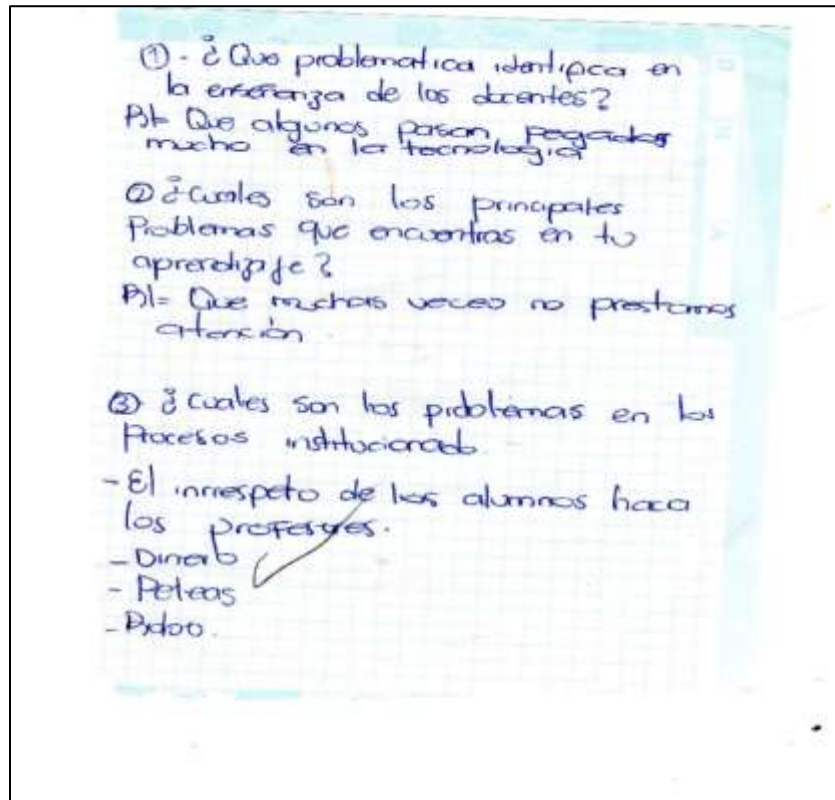 ① - ¿Que problematica identifica en
la enseñanza de los docentes?
R/= Que algunos pasan pegados
mucho en la tecnologia
② ¿cuales son los principales
Problemas que encuentras en tu
aprendizaje?
R/= Que muchas veces no prestamos
atención.
③ ¿cuales son los problemas en los
Procesos
- El irrespeto de los alumnos haca
los profesores.
- Dinero
- Peleas